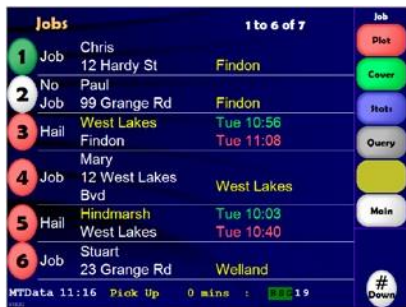 Jobs 1 to 6 of 7 Job
Plot
Chris
1 Job 12 Hardy St Findon
Cover
No Paul
2 Job 99 Grange Rd Findon
Stats
West Lakes Tue 10:56
3 Hail Findon Tue 11:08
Query
Mary
4 Job 12 West Lakes West Lakes
Bvd
Main
Hindmarsh Tue 10:03
5 Hail West Lakes Tue 10:40
Stuart
6 Job 23 Grange Rd Welland
#
Down
MTData 11:16 Pick Up 0 mins : 19